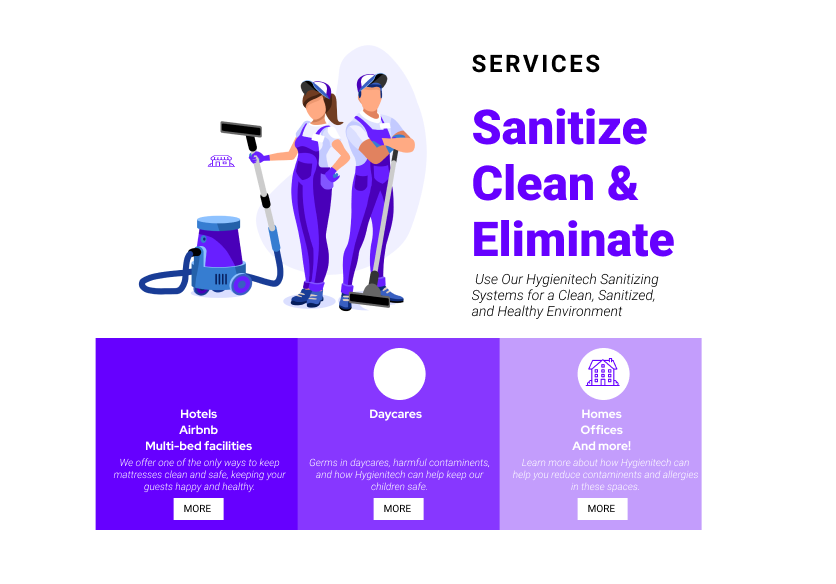 SERVICES
Sanitize
Clean &
Eliminate
Use Our Hygienitech Sanitizing
Systems for a Clean, Sanitized,
and Healthy Environment
Hotels
Airbnb
Multi-bed facilities
We offer one of the only ways to keep
mattresses clean and safe, keeping your
guests happy and healthy.
MORE
Daycares
Germs in daycares, harmful contaminents,
and how Hygienitech can help keep our
children safe.
MORE
Homes
Offices
And more!
Learn more about how Hygienitech can
help you reduce contaminents and allergies
in these spaces.
MORE